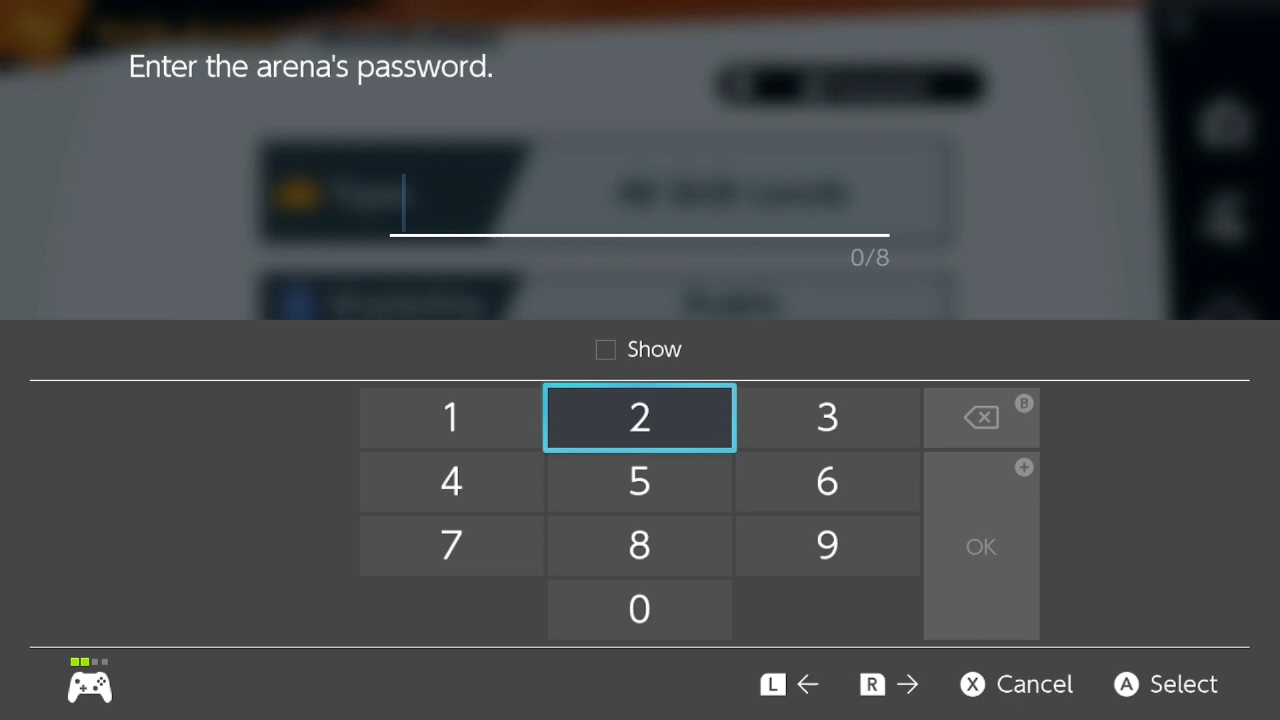 Enter the arena's password.
0/8
Show
1 2 3 B
4 5 6 +
7 8 9 OK
0
L ← R → X Cancel A Select